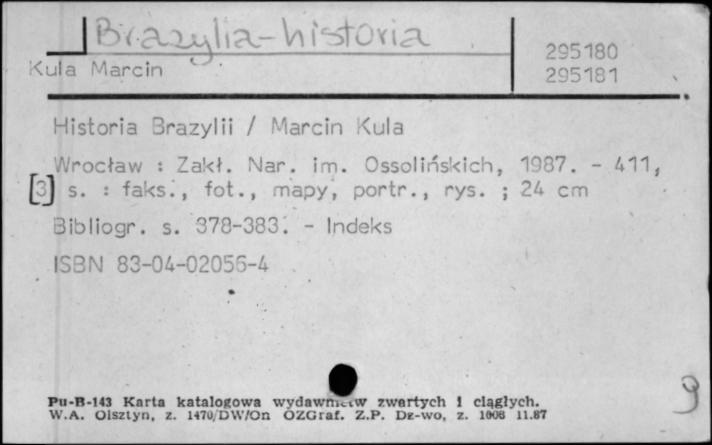 Brazylia-historia
295180
Kula Marcin
295181
Historia Brazylii / Marcin Kula
Wrocław : Zakł. Nar. im. Ossolińskich, 1987. - 411,
[3] s. : faks., fot., mapy, portr., rys. ; 24 cm
Bibliogr. s. 378-383. - Indeks
ISBN 83-04-02056-4
9
Pu-B-143 Karta katalogowa wydawnictw zwartych i ciągłych.
W.A. Olsztyn, z. 1470/DW/On OZGraf. Z.P. Dz-wo, z. 1008 11.87